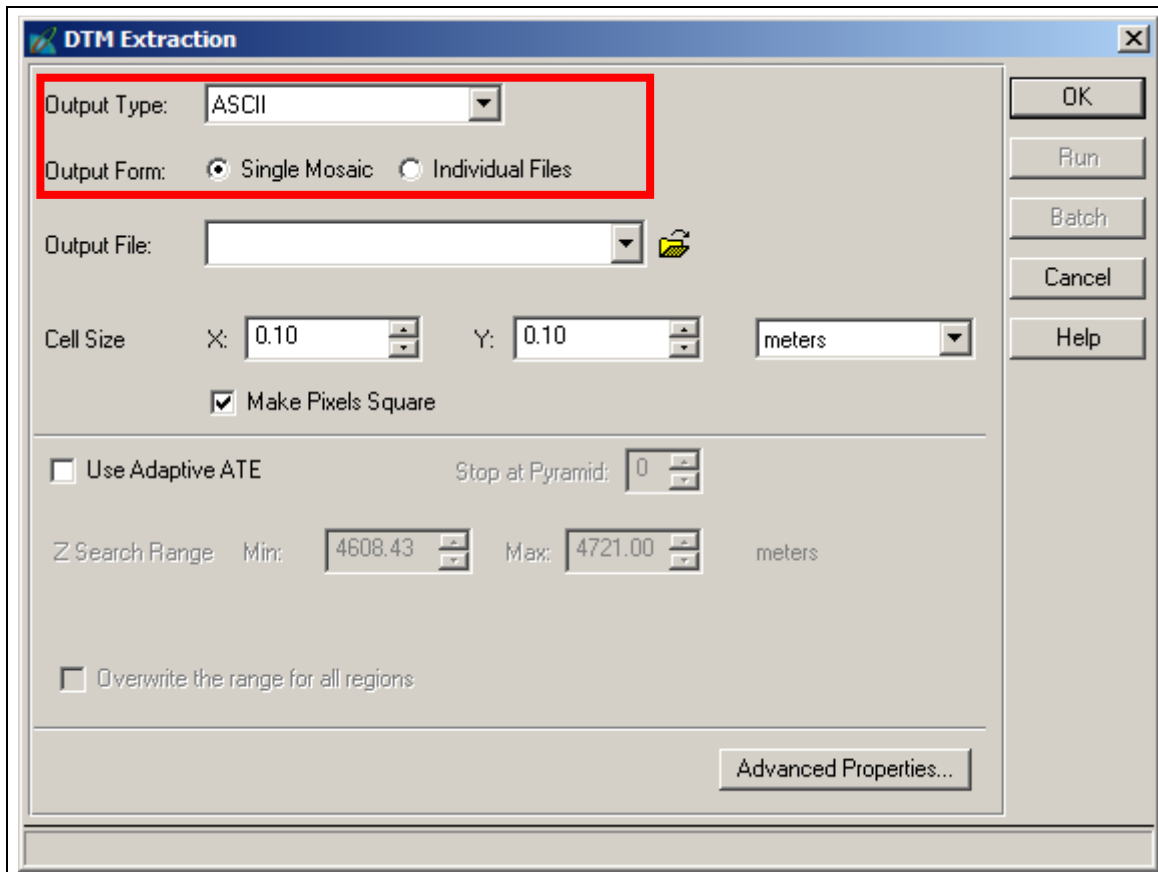 DTM Extraction
Output Type: ASCII
OK
Output Form: Single Mosaic Individual Files
Run
Output File:
Batch
Cancel
Cell Size X: 0.10 Y: 0.10 meters
Help
Make Pixels Square
Use Adaptive ATE Stop at Pyramid: 0
Z Search Range Min: 4608.43 Max: 4721.00 meters
Overwrite the range for all regions
Advanced Properties...